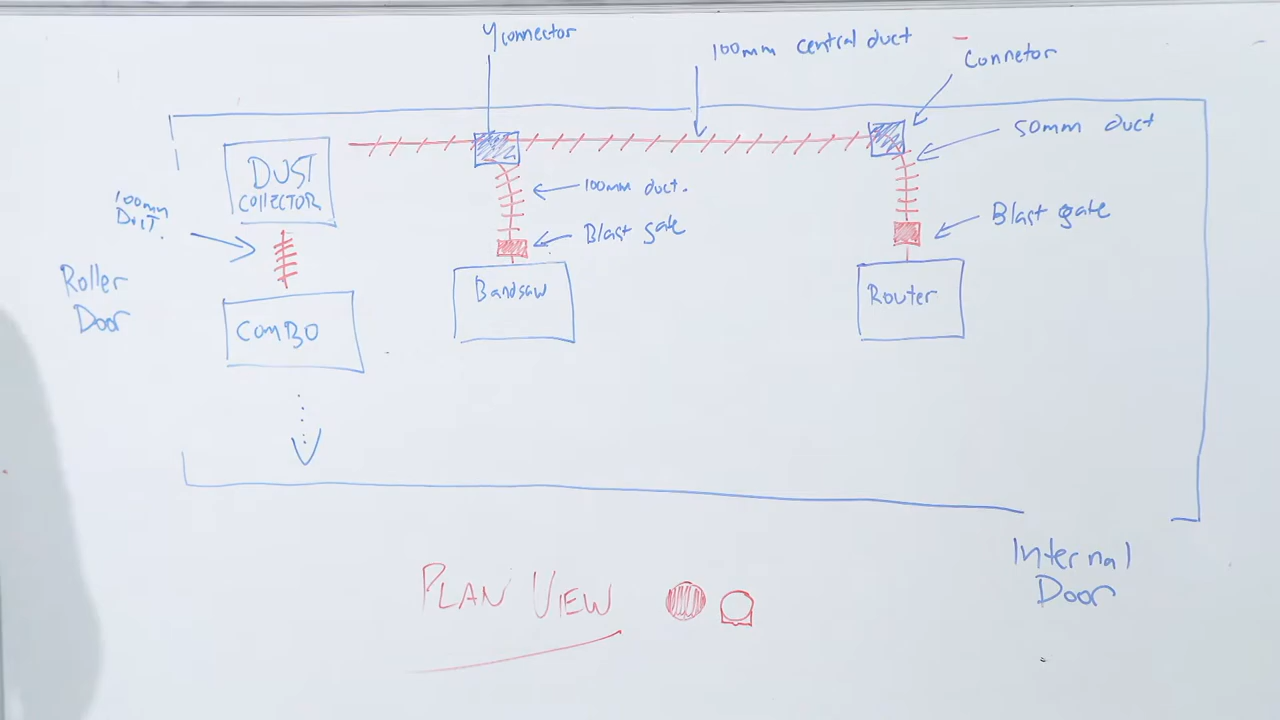 Y connector
100mm central duct
Connetor
50mm duct
DUST
COllECTOR
100mm duct.
100mm
DuCT.
Blast gate
Blast gate
Roller
Door
Bandsaw
Router
COMBO
Internal
Door
PLAN VIEW